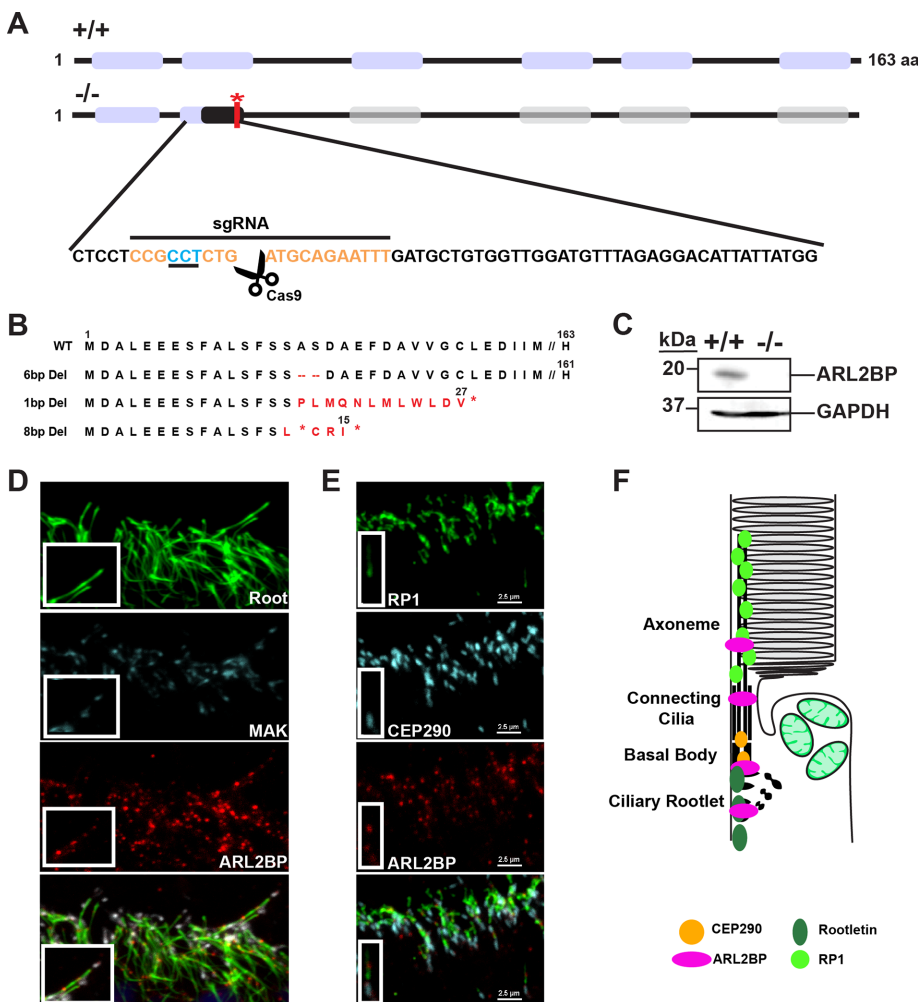 A
+/+
1
163 aa
-/-
1
*
sgRNA
CTCCTCCGCCTCTG ATGCAGAATTTGATGCTGTGGTTGGATGTTTAGAGGACATTATTATGG
Cas9
B
1 163
WT M D A L E E E S F A L S F S S A S D A E F D A V V G C L E D I I M // H
161
6bp Del M D A L E E E S F A L S F S S -- -- D A E F D A V V G C L E D I I M // H
27
1bp Del M D A L E E E S F A L S F S S P L M Q N L M L W L D V *
15
8bp Del M D A L E E E S F A L S F S L * C R I *
C
kDa +/+ -/-
20 ARL2BP
37 GAPDH
D
Root
MAK
ARL2BP
E
RP1
2.5 µm
CEP290
2.5 µm
ARL2BP
2.5 µm
2.5 µm
F
Axoneme
Connecting
Cilia
Basal Body
Ciliary Rootlet
CEP290 Rootletin
ARL2BP RP1